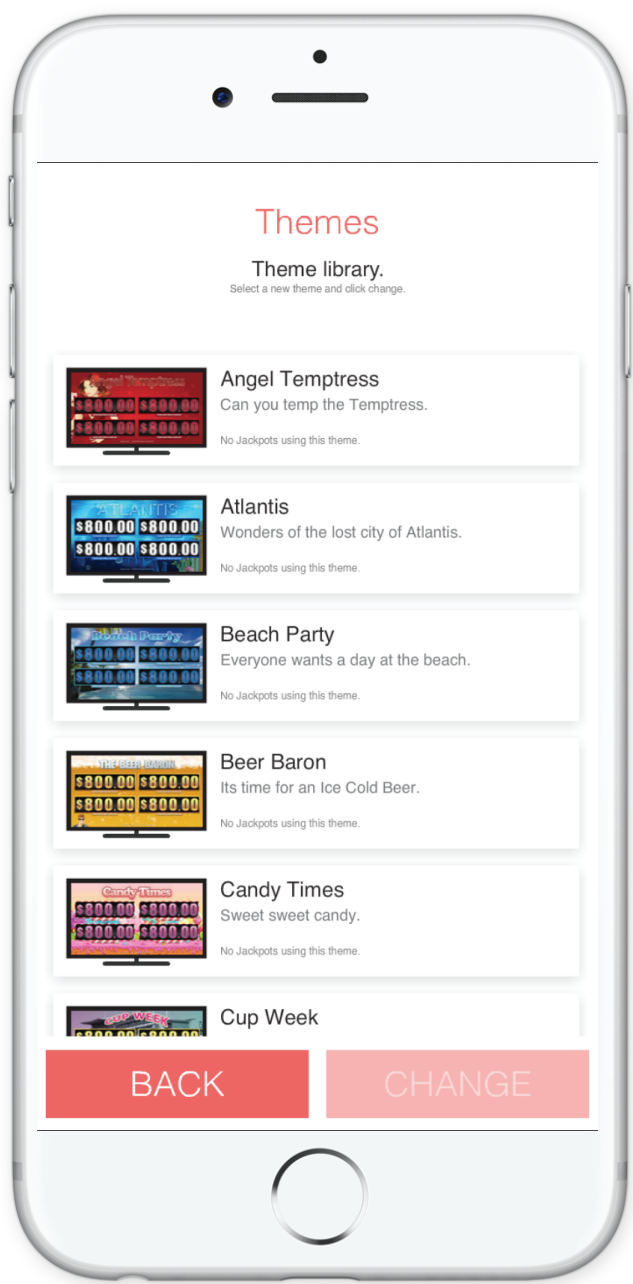 Themes
Theme library.
Select a new theme and click change.
Angel Temptress
$800.00 $800.00
$800.00 $800.00
Angel Temptress
Can you temp the Temptress.
No Jackpots using this theme.
ATLANTIS
$800.00 $800.00
$800.00 $800.00
Atlantis
Wonders of the lost city of Atlantis.
No Jackpots using this theme.
Beach Party
$800.00 $800.00
$800.00 $800.00
Beach Party
Everyone wants a day at the beach.
No Jackpots using this theme.
THE BEER BARON
$800.00 $800.00
$800.00 $800.00
Beer Baron
Its time for an Ice Cold Beer.
No Jackpots using this theme.
Candy Times
$800.00 $800.00
$800.00 $800.00
Candy Times
Sweet sweet candy.
No Jackpots using this theme.
CUP WEEK
$800.00 $800.00
Cup Week
BACK
CHANGE